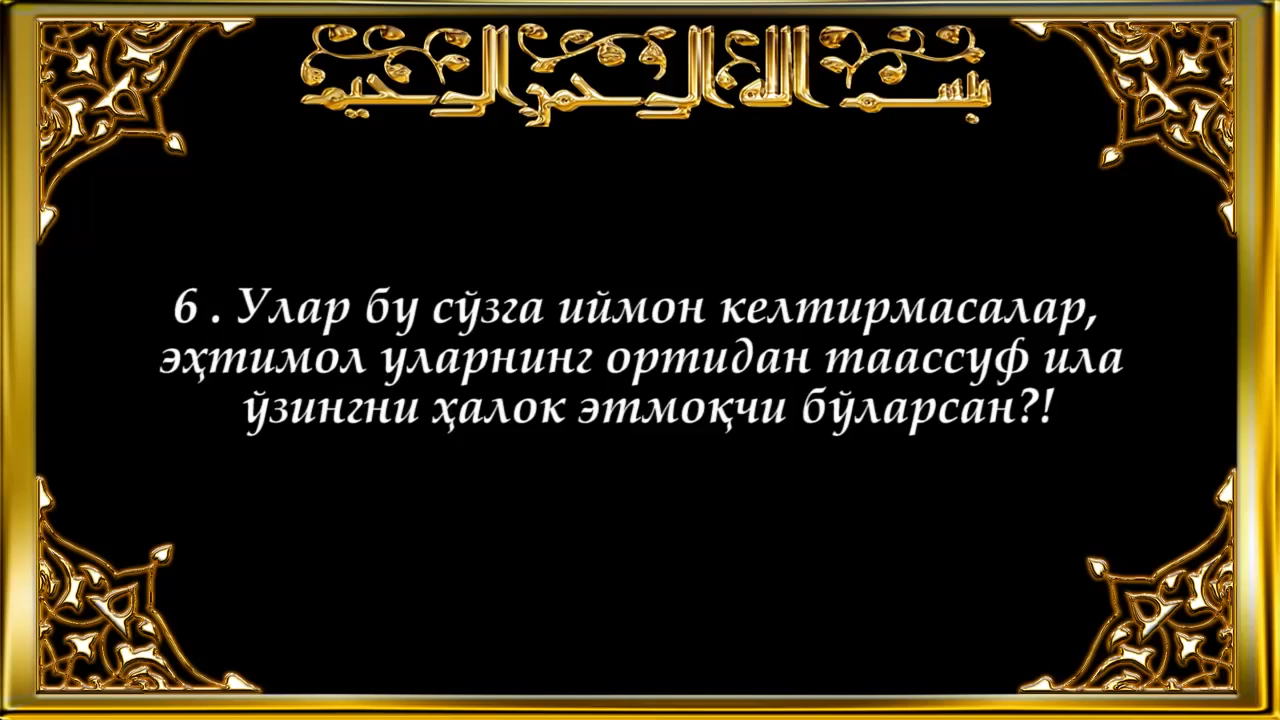 بسم الله الرحمن الرحيم
6 . Улар бу сўзга иймон келтирмасалар,
эҳтимол уларнинг ортидан таассуф ила
ўзингни ҳалок этмоқчи бўларсан?!